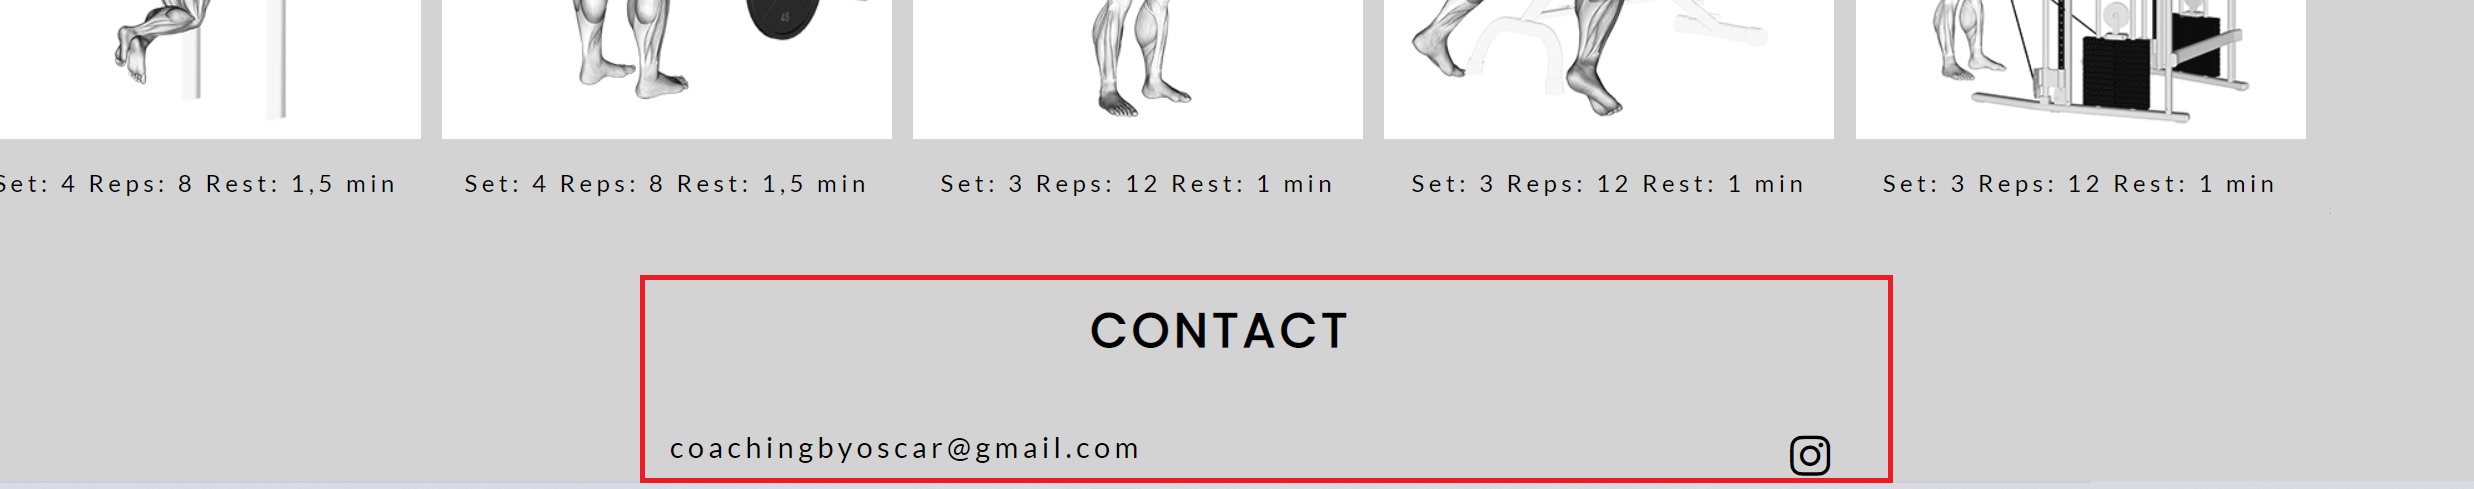 45
Set: 4 Reps: 8 Rest: 1,5 min
Set: 4 Reps: 8 Rest: 1,5 min
Set: 3 Reps: 12 Rest: 1 min
Set: 3 Reps: 12 Rest: 1 min
Set: 3 Reps: 12 Rest: 1 min
CONTACT
coachingbyoscar@gmail.com